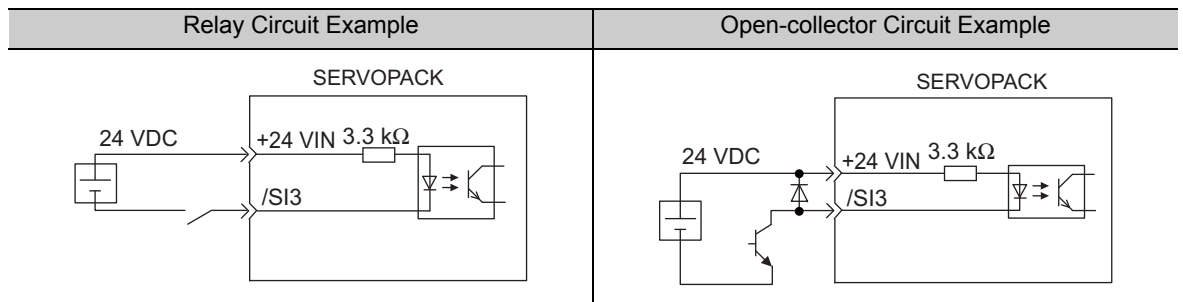 Relay Circuit Example
Open-collector Circuit Example
SERVOPACK
24 VDC
+24 VIN 3.3 kΩ
/SI3
SERVOPACK
24 VDC
+24 VIN 3.3 kΩ
/SI3